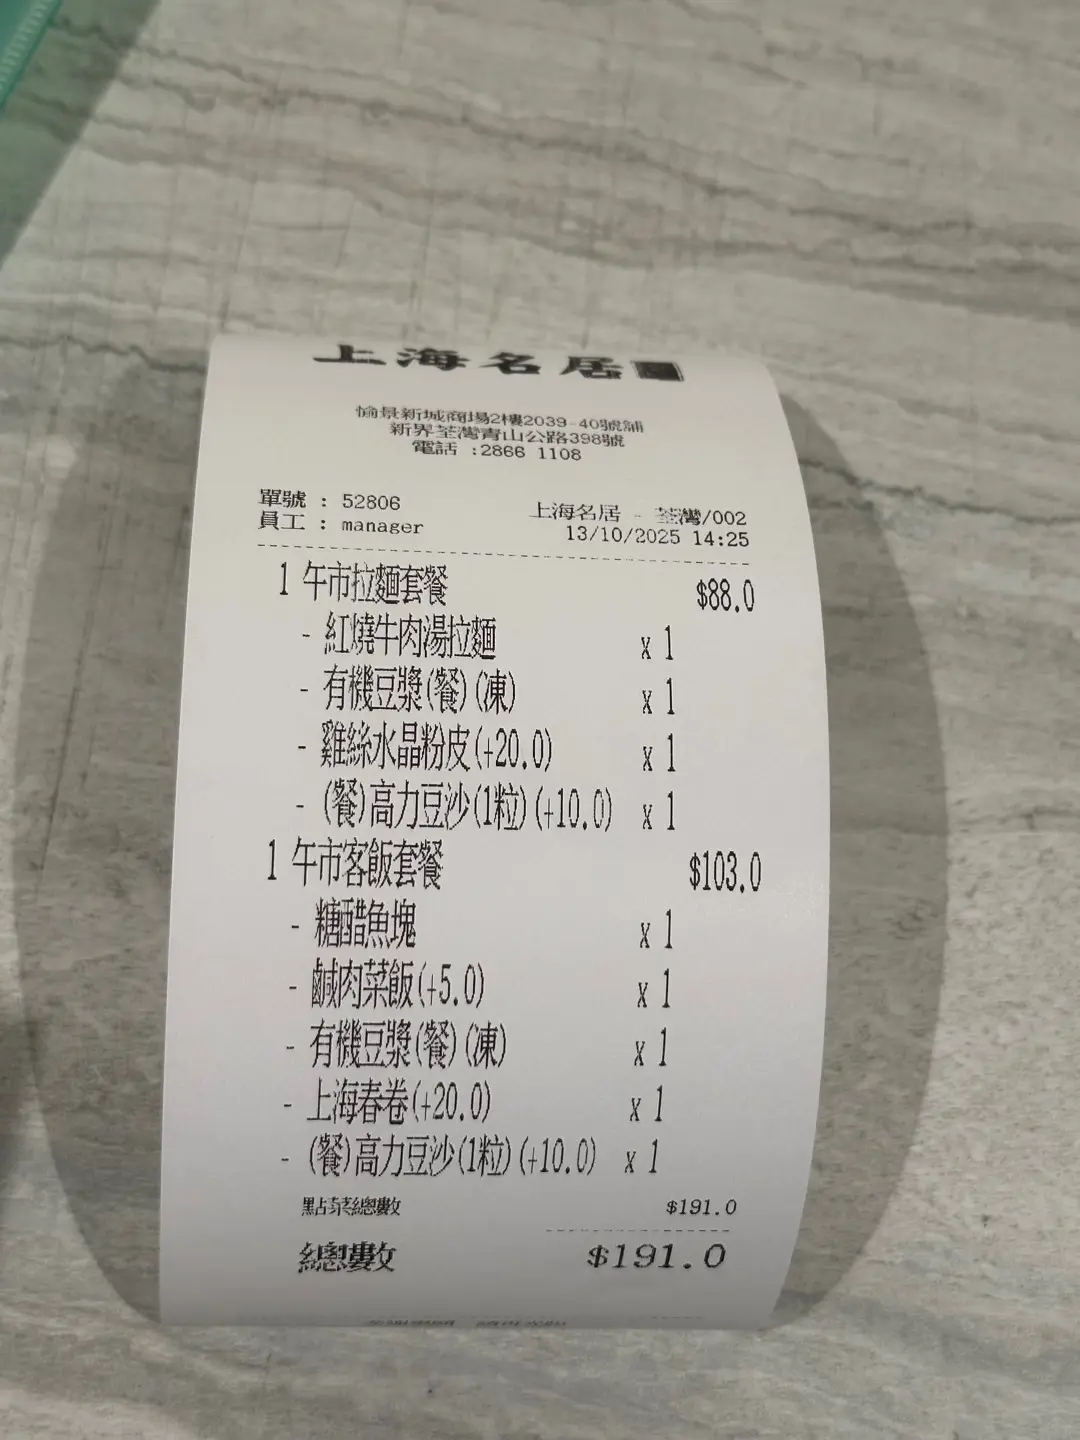 上海名居
愉景新城商場2樓2039-40號舖
新界荃灣青山公路398號
電話 :2866 1108
單號 : 52806
員工 : manager
上海名居 - 荃灣/002
13/10/2025 14:25
1 午市拉麵套餐 $88.0
- 紅燒牛肉湯拉麵 x 1
- 有機豆漿(餐)(凍) x 1
- 雞絲水晶粉皮(+20.0) x 1
- (餐)高力豆沙(1粒)(+10.0) x 1
1 午市客飯套餐 $103.0
- 糖醋魚塊 x 1
- 鹹肉菜飯(+5.0) x 1
- 有機豆漿(餐)(凍) x 1
- 上海春卷(+20.0) x 1
- (餐)高力豆沙(1粒)(+10.0) x 1
點菜總數 $191.0
總數 $191.0